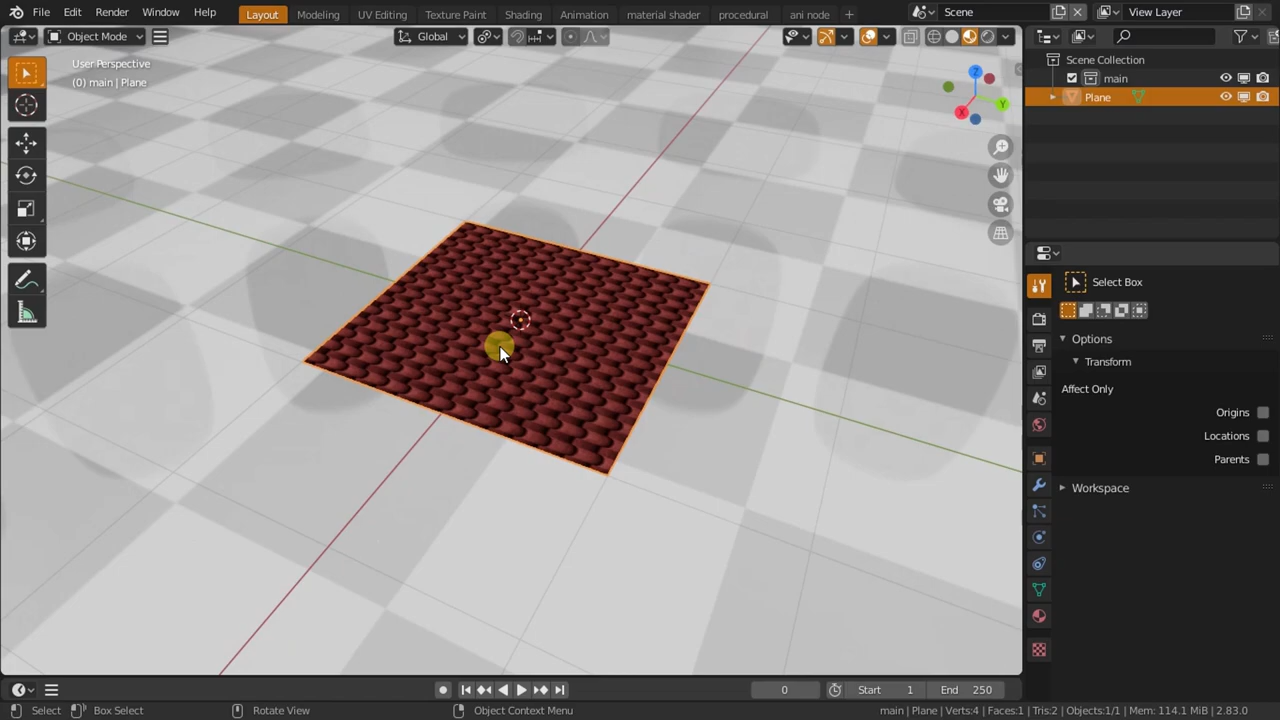 File Edit Render Window Help Layout Modeling UV Editing Texture Paint Shading Animation material shader procedural ani node Scene View Layer
Object Mode Global
User Perspective
(0) main | Plane
Z
Y
X
Scene Collection
main
Plane
Select Box
Options
Transform
Affect Only
Origins
Locations
Parents
Workspace
0 Start 1 End 250
Select Box Select Rotate View Object Context Menu main | Plane | Verts:4 | Faces:1 | Tris:2 | Objects:1/1 | Mem: 114.1 MiB | 2.83.0